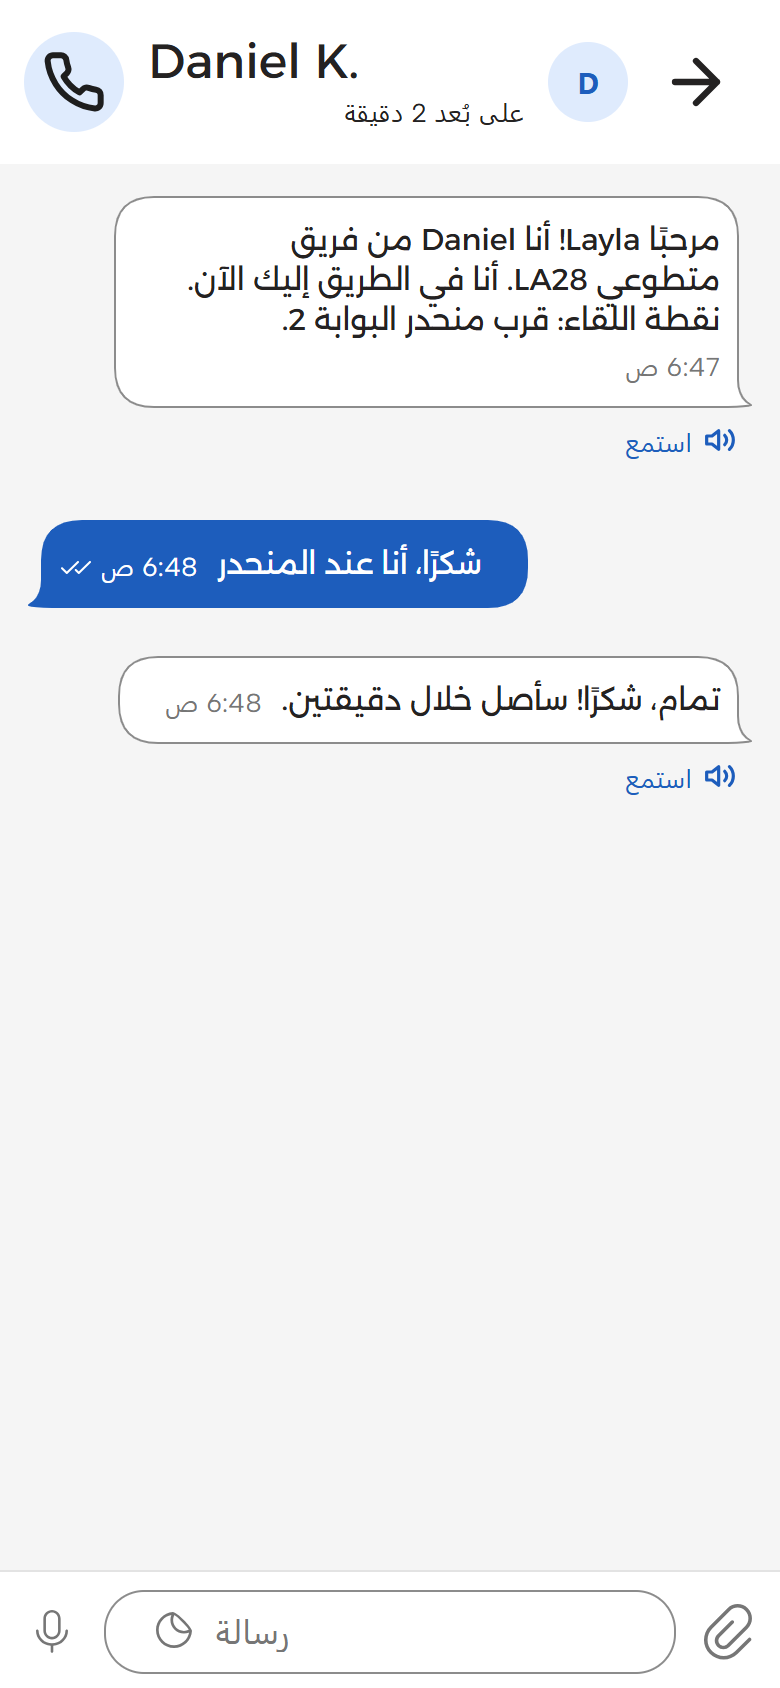 Daniel K.
على بُعد 2 دقيقة
D
مرحبًا Layla! أنا Daniel من فريق
متطوعي LA28. أنا في الطريق إليك الآن.
نقطة اللقاء: قرب منحدر البوابة 2.
6:47 ص
استمع
شكرًا، أنا عند المنحدر 6:48 ص
تمام، شكرًا! سأصل خلال دقيقتين. 6:48 ص
استمع
رسالة